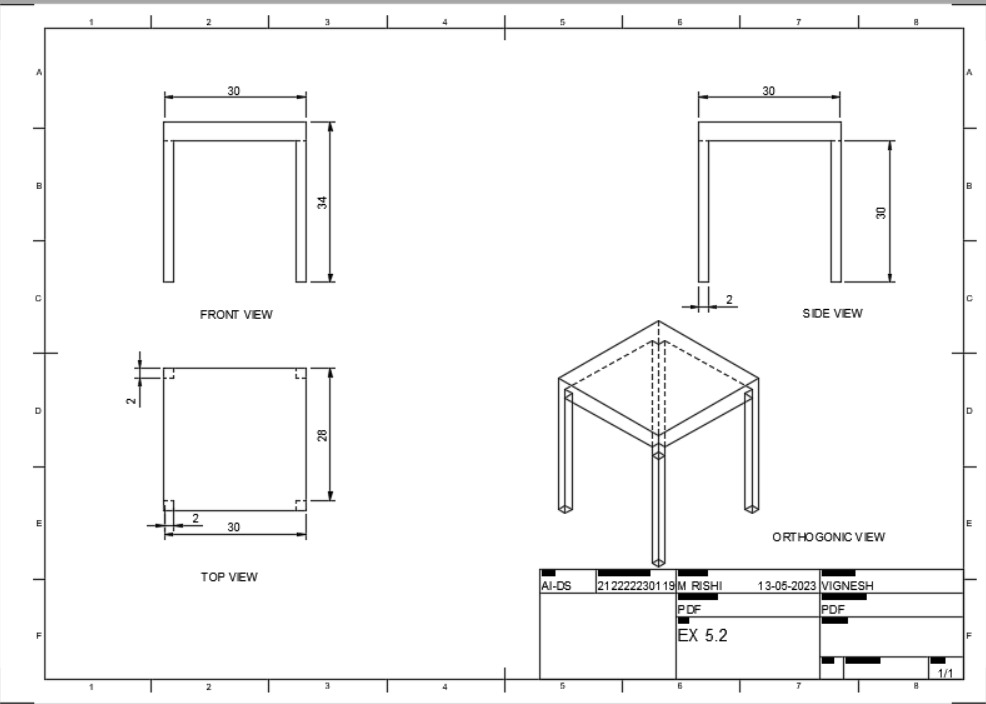 1 2 3 4 5 6 7 8
A A
30 30
B B
34
30
C C
2
FRONT VIEW SIDE VIEW
2
D D
28
2
30
E E
ORTHOGONIC VIEW
TOP VIEW
AI-DS 212222230119 M RISHI 13-05-2023 VIGNESH
PDF PDF
EX 5.2
F F
1/1
1 2 3 4 5 6 7 8